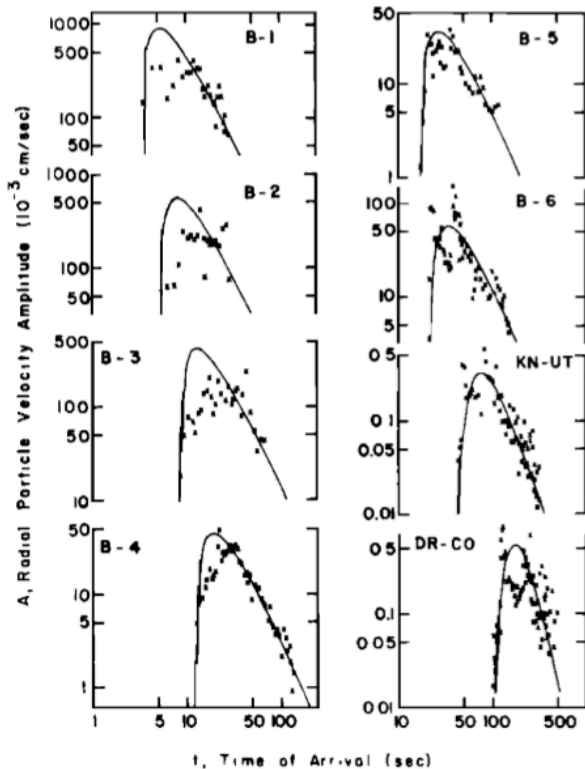 A, Radial Particle Velocity Amplitude (10⁻³ cm/sec)
1000
500
100
50
B-1
1000
500
100
50
B-2
500
100
50
10
B-3
50
10
5
1
B-4
1 5 10 50 100
50
10
5
1
B-5
100
50
10
5
B-6
0 5
0.1
0.05
0.01
KN-UT
0.5
0.1
0.05
0 01
DR-CO
10 50 100 500
t, Time of Arrival (sec)